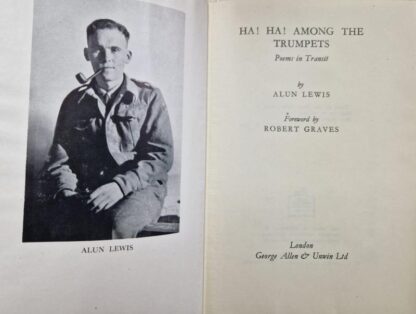 ALUN LEWIS
HA! HA! AMONG THE
TRUMPETS
Poems in Transit
by
ALUN LEWIS
Foreword by
ROBERT GRAVES
London
George Allen & Unwin Ltd